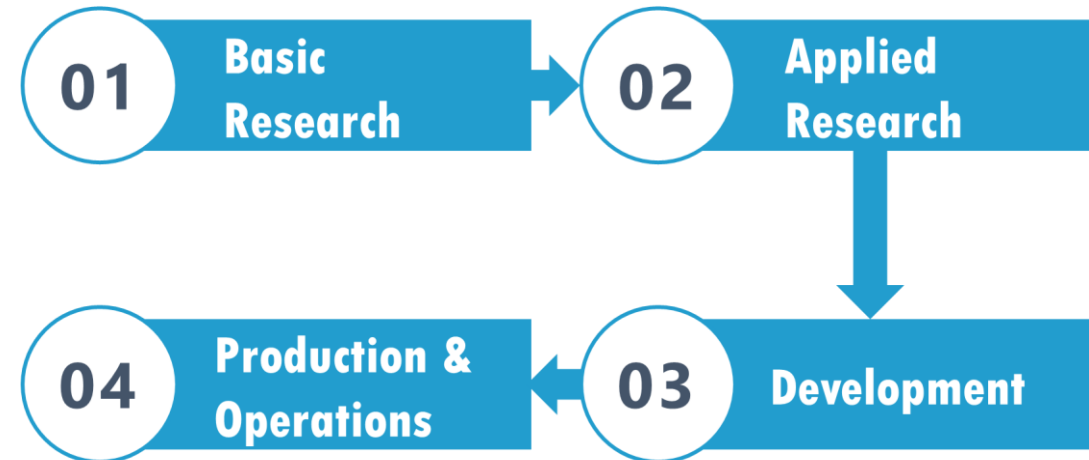 01
Basic
Research
02
Applied
Research
03
Development
04
Production &
Operations